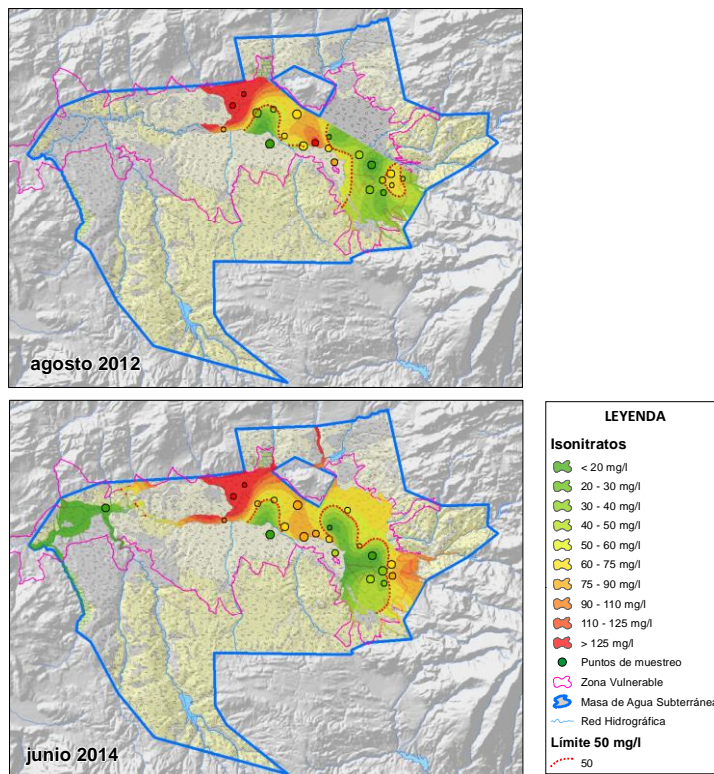 agosto 2012
junio 2014
LEYENDA
Isonitratos
< 20 mg/l
20 - 30 mg/l
30 - 40 mg/l
40 - 50 mg/l
50 - 60 mg/l
60 - 75 mg/l
75 - 90 mg/l
90 - 110 mg/l
110 - 125 mg/l
> 125 mg/l
Puntos de muestreo
Zona Vulnerable
Masa de Agua Subterránea
Red Hidrográfica
Límite 50 mg/l
50